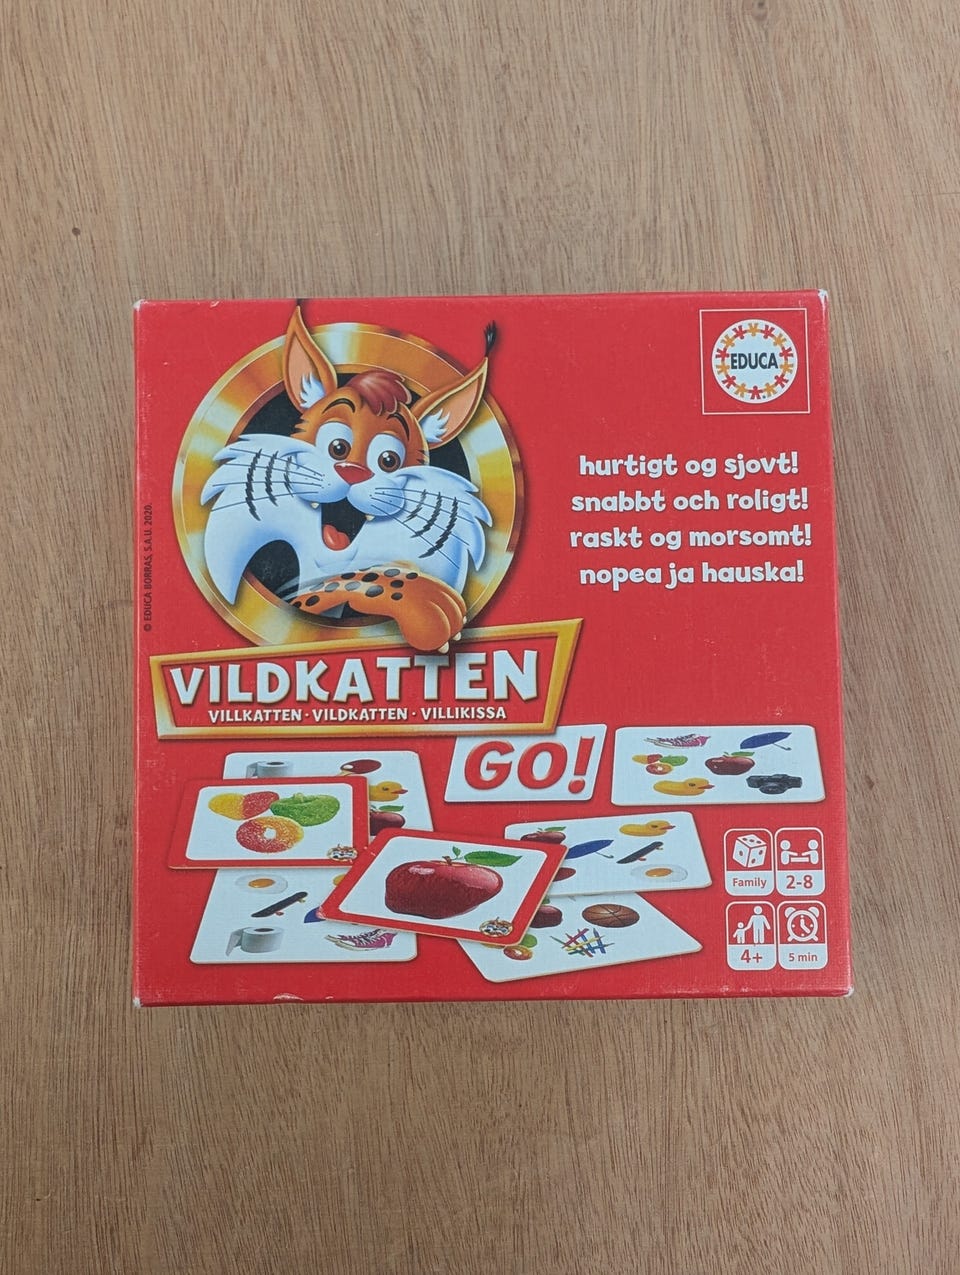 EDUCA
hurtigt og sjovt!
snabbt och roligt!
raskt og morsomt!
nopea ja hauska!
© EDUCA BORRAS, S.A.U. 2020.
VILDKATTEN
VILLKATTEN · VILDKATTEN · VILLIKISSA
GO!
Family
2-8
4+
5 min